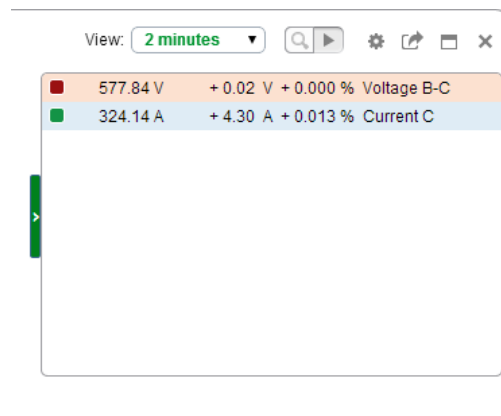 View: 2 minutes
577.84 V + 0.02 V + 0.000 % Voltage B-C
324.14 A + 4.30 A + 0.013 % Current C